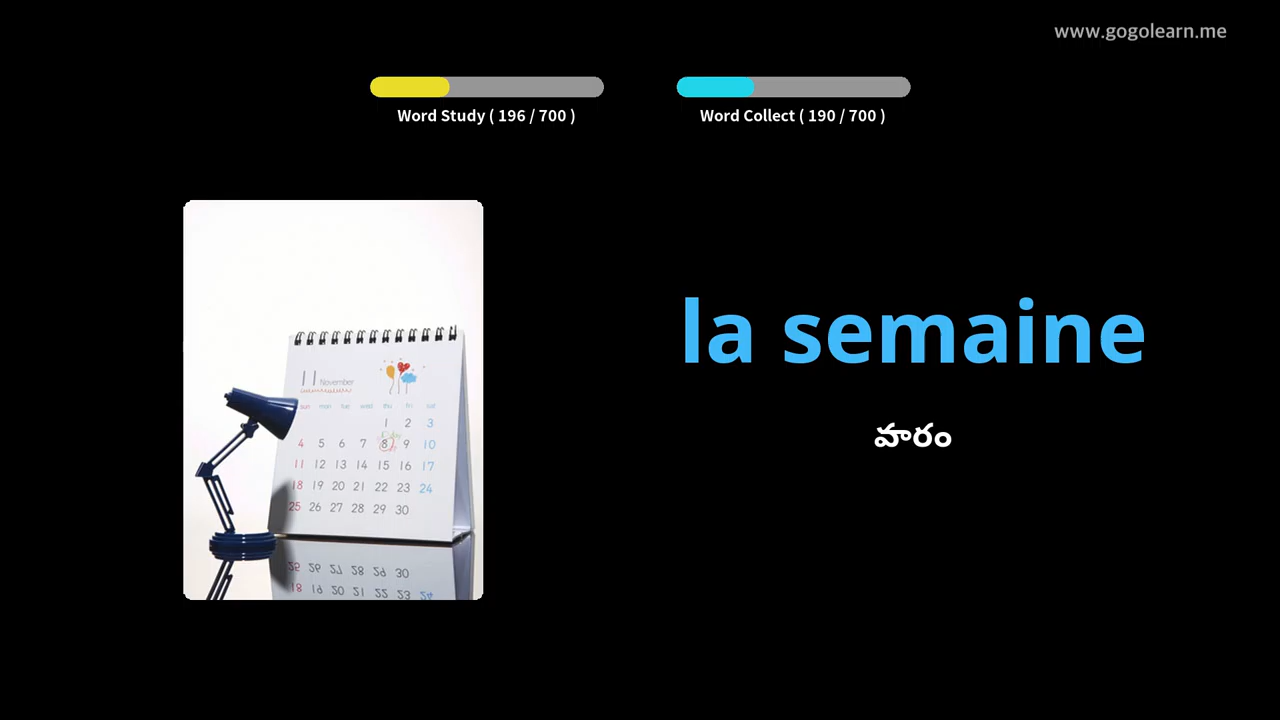 www.gogolearn.me
Word Study ( 196 / 700 )
Word Collect ( 190 / 700 )
la semaine
వారం
11 November
sun mon tue wed thu fri sat
1 2 3
4 5 6 7 8 9 10
11 12 13 14 15 16 17
18 19 20 21 22 23 24
25 26 27 28 29 30